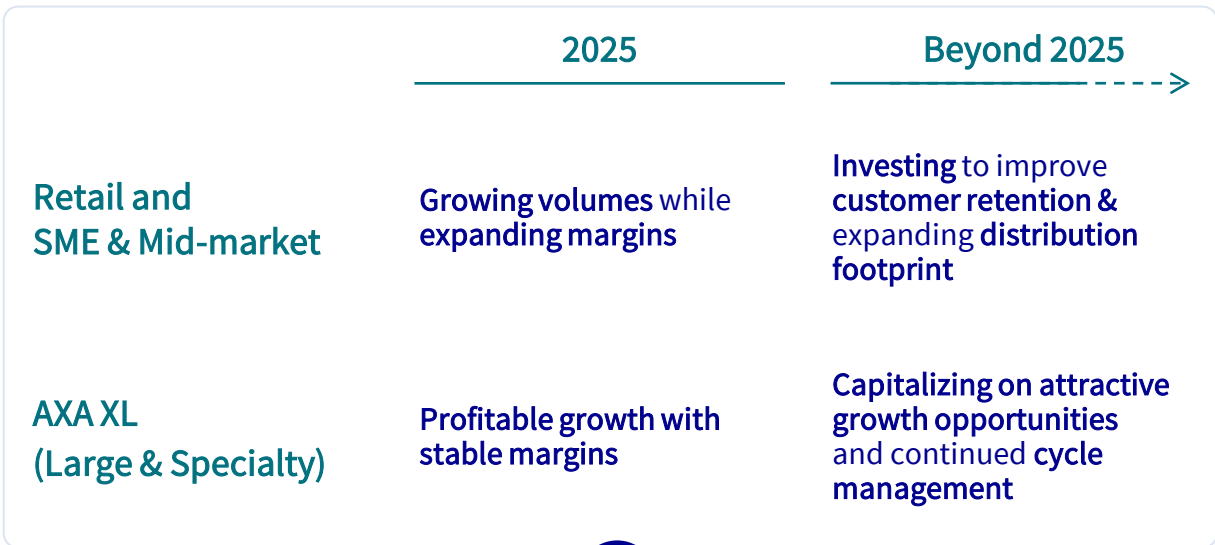 2025
Beyond 2025
Retail and
SME & Mid-market
Growing volumes while
expanding margins
Investing to improve
customer retention &
expanding distribution
footprint
AXA XL
(Large & Specialty)
Profitable growth with
stable margins
Capitalizing on attractive
growth opportunities
and continued cycle
management